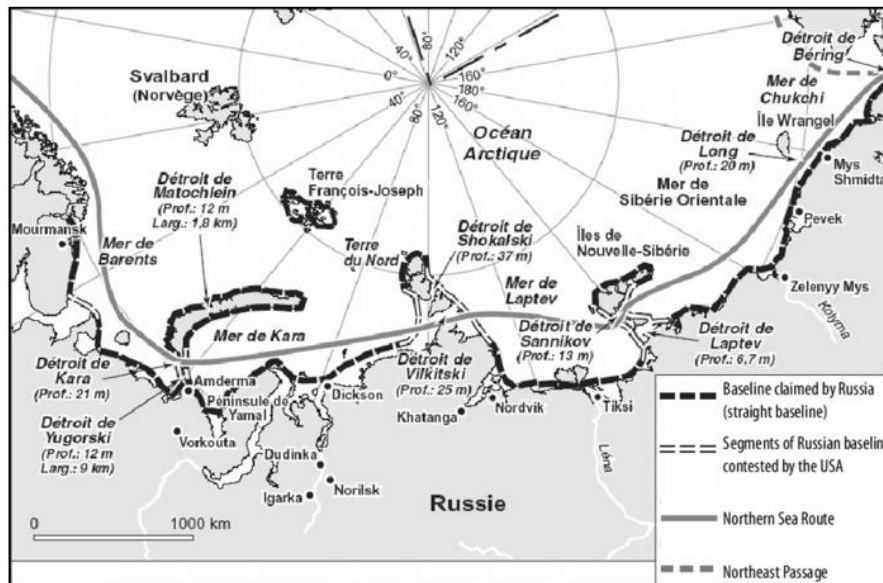 80°
40°
120°
0°
160°
180°
40°
160°
80°
120°
Svalbard
(Norvège)
Océan
Arctique
Détroit de
Béring
Mer de
Chukchi
Île Wrangel
Détroit de
Long
(Prof.: 20 m)
Mys
Shmidta
Mer de
Sibérie Orientale
Pevek
Détroit de
Matochlein
(Prof.: 12 m
Larg.: 1,8 km)
Terre
François-Joseph
Mourmansk
Mer de
Barents
Terre
du Nord
Détroit de
Shokalski
(Prof.: 37 m)
Îles de
Nouvelle-Sibérie
Zelenyy Mys
Kolyma
Mer de
Laptev
Mer de Kara
Détroit de
Sannikov
(Prof.: 13 m)
Détroit de
Laptev
(Prof.: 6,7 m)
Détroit de
Kara
(Prof.: 21 m)
Amderma
Péninsule de
Yamal
Dickson
Détroit de
Vilkitski
(Prof.: 25 m)
Khatanga
Nordvik
Tiksi
Détroit de
Yugorski
(Prof.: 12 m
Larg.: 9 km)
Vorkouta
Dudinka
Norilsk
Igarka
Léna
Russie
0
1000 km
Baseline claimed by Russia
(straight baseline)
Segments of Russian baselin
contested by the USA
Northern Sea Route
Northeast Passage